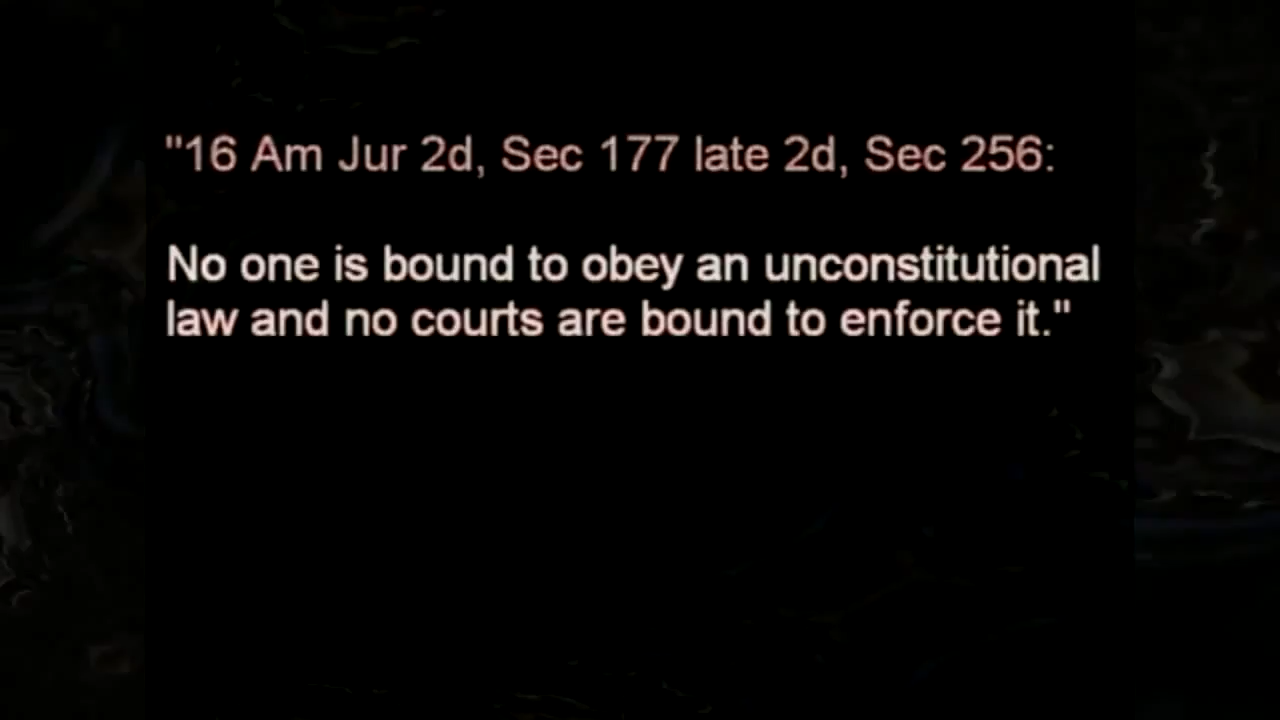 "16 Am Jur 2d, Sec 177 late 2d, Sec 256:
No one is bound to obey an unconstitutional
law and no courts are bound to enforce it."